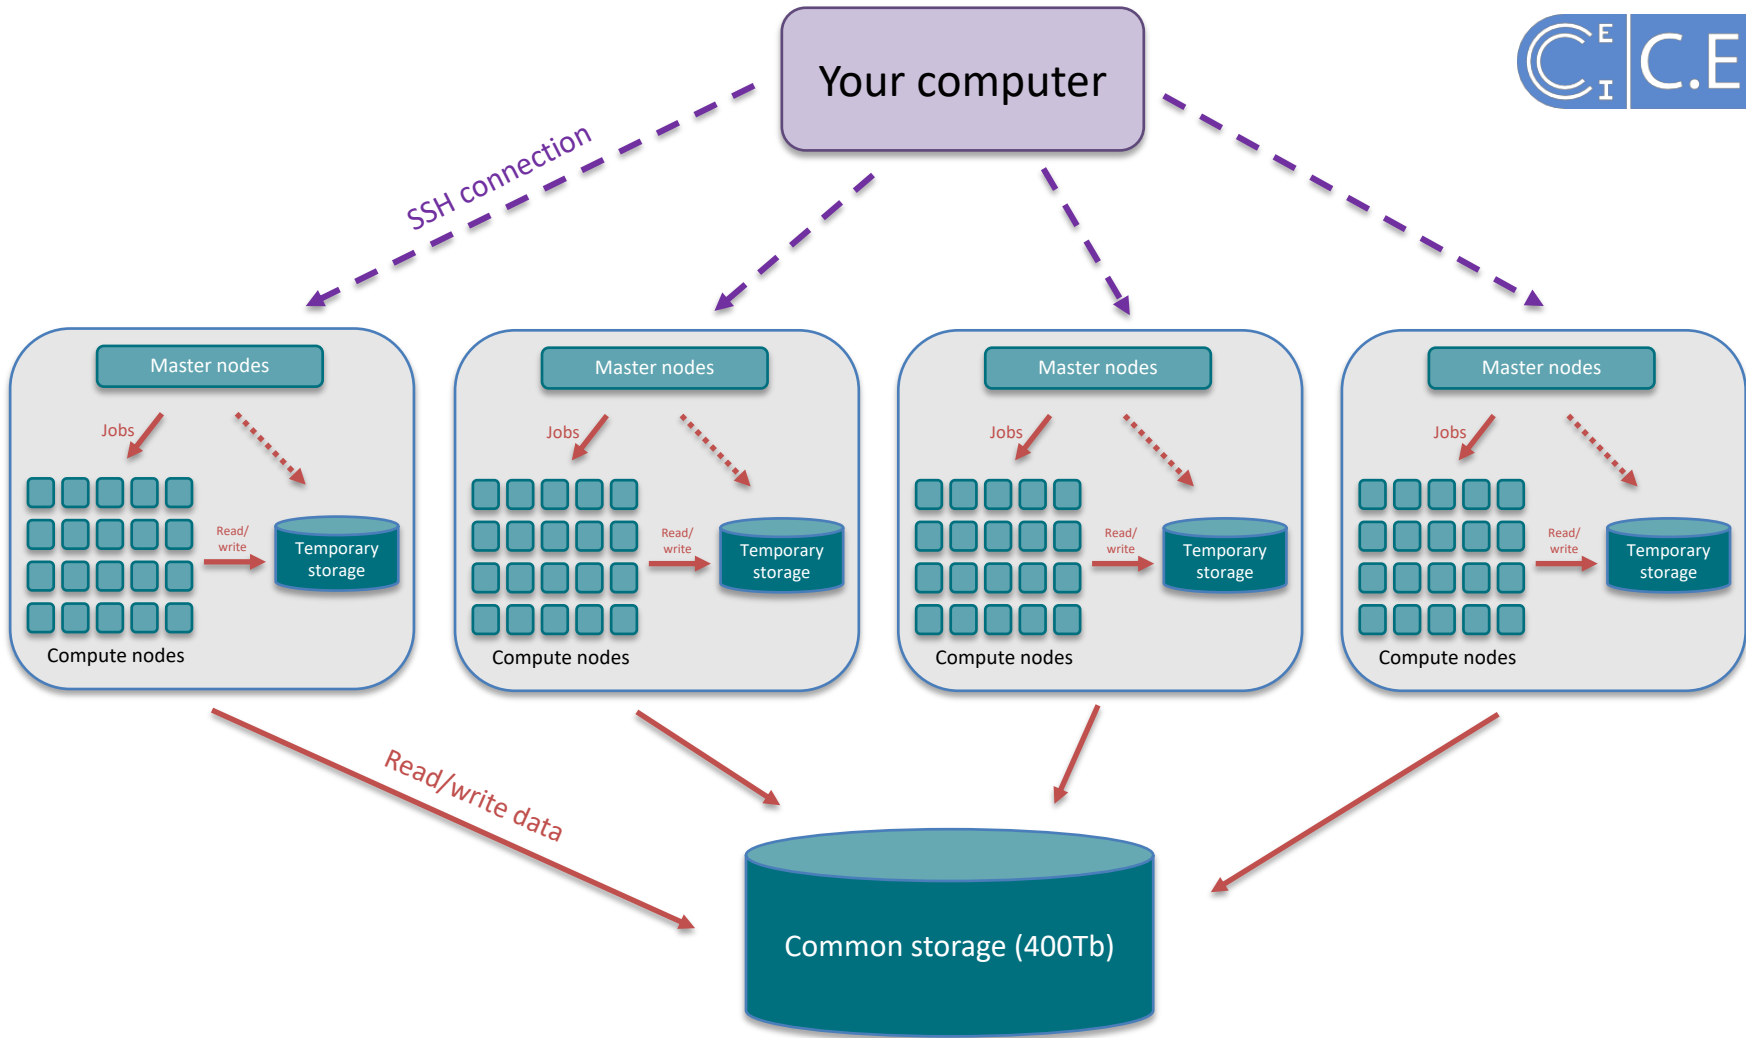 Your computer
C E I
C.E
SSH connection
Master nodes
Master nodes
Master nodes
Master nodes
Jobs
Jobs
Jobs
Jobs
Read/
write
Temporary
storage
Read/
write
Temporary
storage
Read/
write
Temporary
storage
Read/
write
Temporary
storage
Compute nodes
Compute nodes
Compute nodes
Compute nodes
Read/write data
Common storage (400Tb)